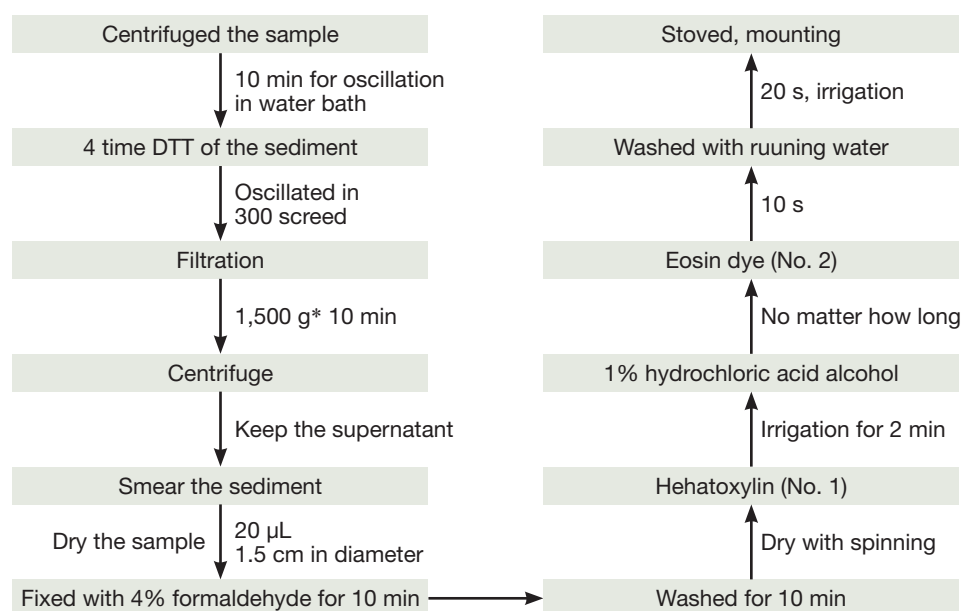 Centrifuged the sample
10 min for oscillation
in water bath
4 time DTT of the sediment
Oscillated in
300 screed
Filtration
1,500 g* 10 min
Centrifuge
Keep the supernatant
Smear the sediment
Dry the sample
20 µL
1.5 cm in diameter
Fixed with 4% formaldehyde for 10 min
Washed for 10 min
Dry with spinning
Hehatoxylin (No. 1)
Irrigation for 2 min
1% hydrochloric acid alcohol
No matter how long
Eosin dye (No. 2)
10 s
Washed with ruuning water
20 s, irrigation
Stoved, mounting